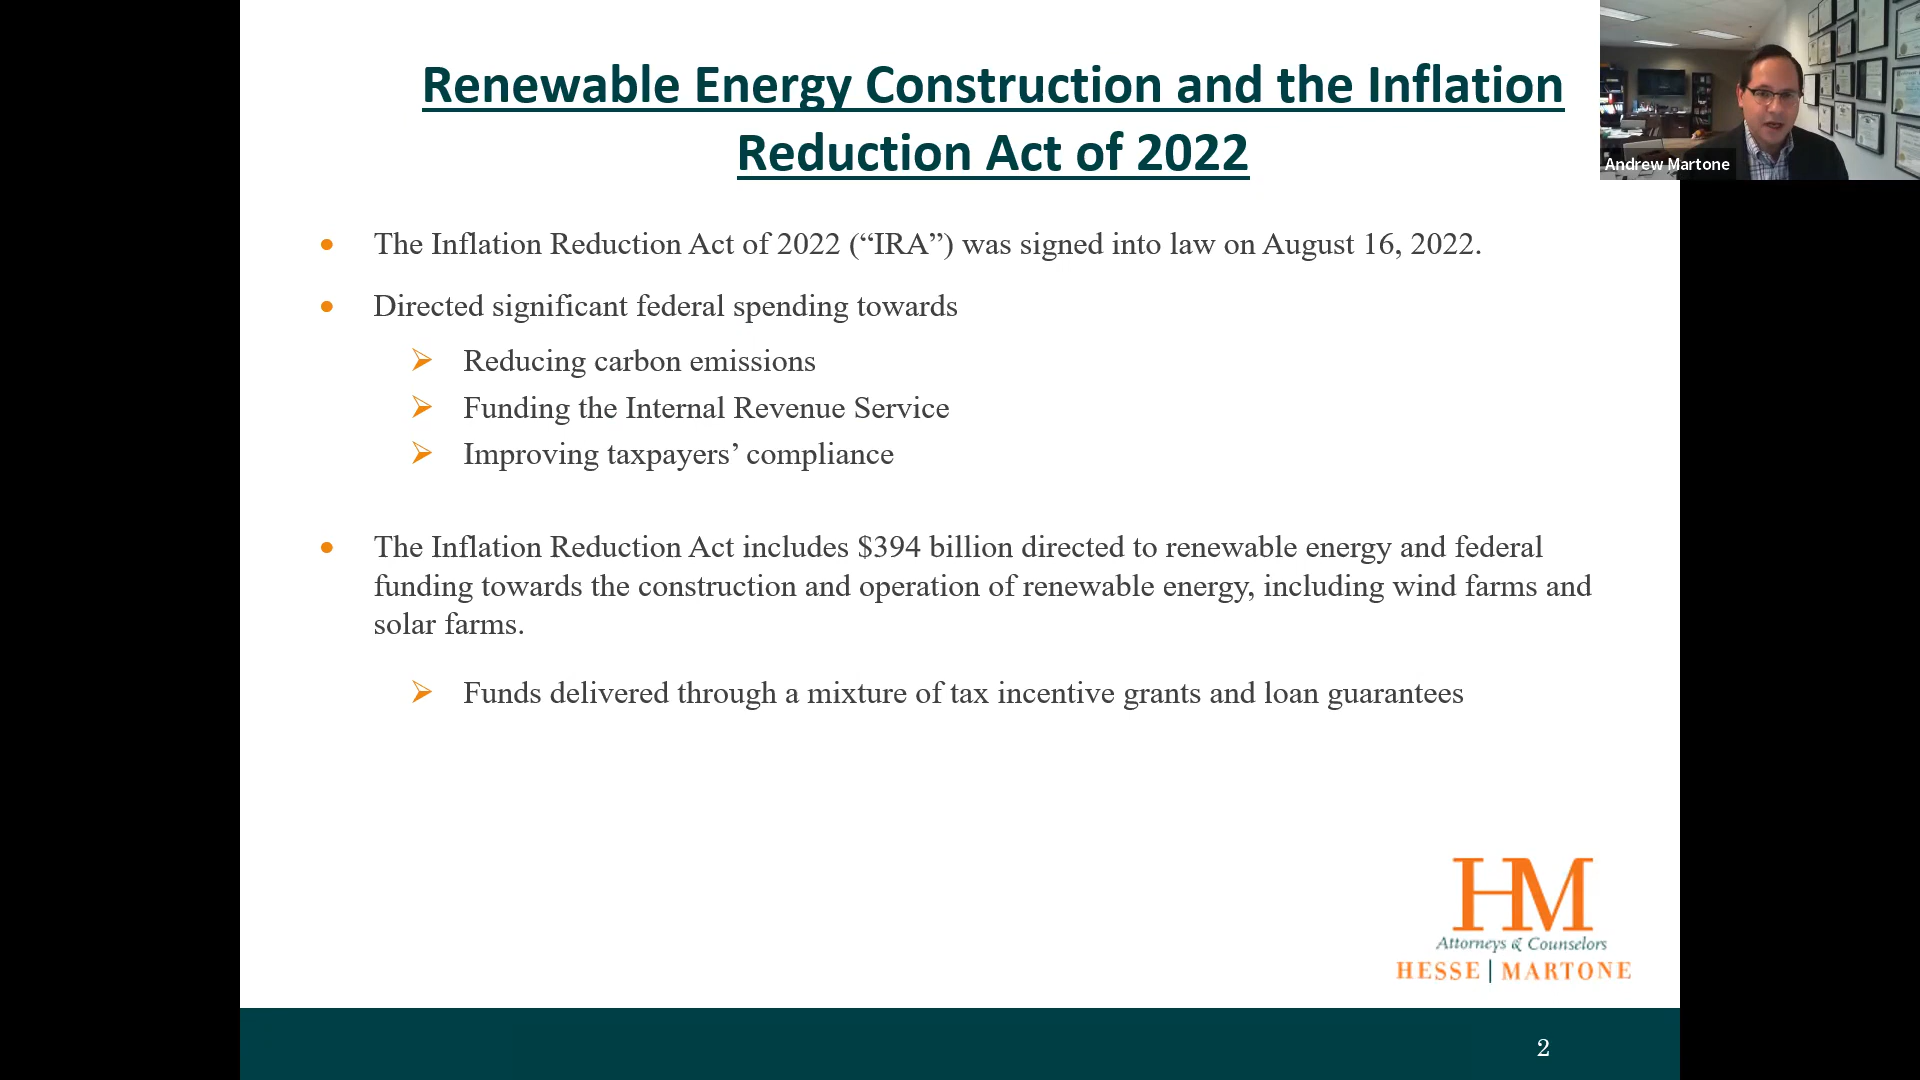 Renewable Energy Construction and the Inflation
Reduction Act of 2022
Andrew Martone
The Inflation Reduction Act of 2022 (“IRA”) was signed into law on August 16, 2022.
Directed significant federal spending towards
Reducing carbon emissions
Funding the Internal Revenue Service
Improving taxpayers’ compliance
The Inflation Reduction Act includes $394 billion directed to renewable energy and federal
funding towards the construction and operation of renewable energy, including wind farms and
solar farms.
Funds delivered through a mixture of tax incentive grants and loan guarantees
HM
Attorneys & Counselors
HESSE | MARTONE
2